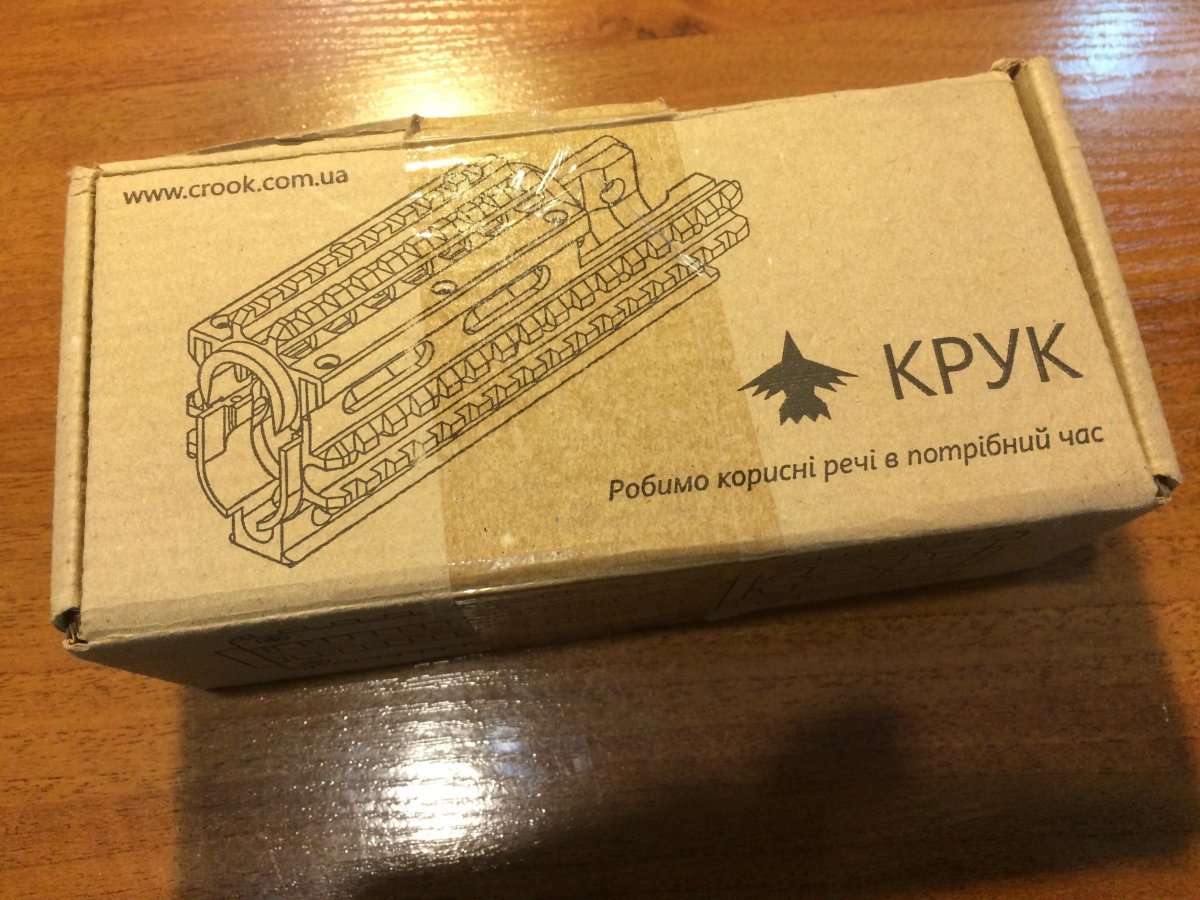 www.crook.com.ua
КРУК
Робимо корисні речі в потрібний час